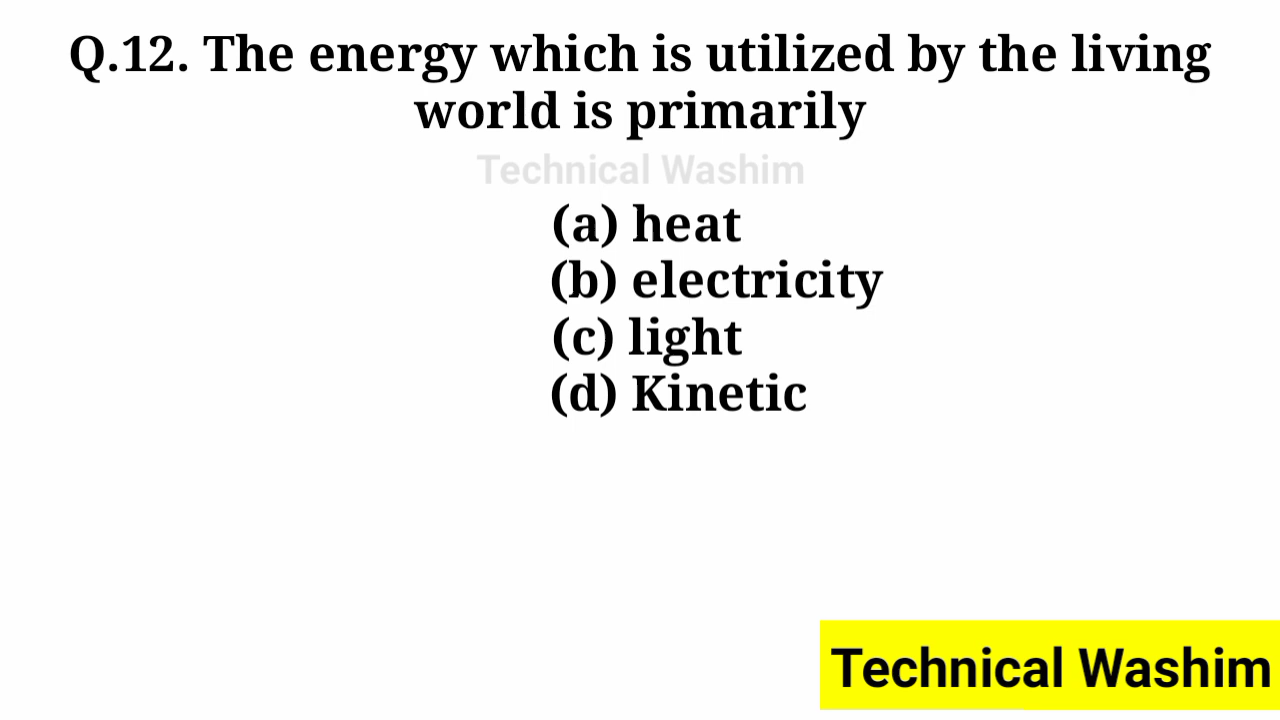 Q.12. The energy which is utilized by the living
world is primarily
Technical Washim
(a) heat
(b) electricity
(c) light
(d) Kinetic
Technical Washim